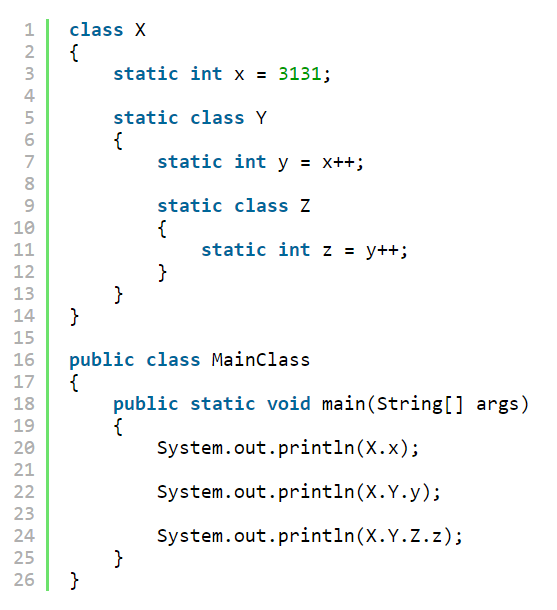 1 class X
2 {
3     static int x = 3131;
4
5     static class Y
6     {
7         static int y = x++;
8
9         static class Z
10         {
11             static int z = y++;
12         }
13     }
14 }
15
16 public class MainClass
17 {
18     public static void main(String[] args)
19     {
20         System.out.println(X.x);
21
22         System.out.println(X.Y.y);
23
24         System.out.println(X.Y.Z.z);
25     }
26 }